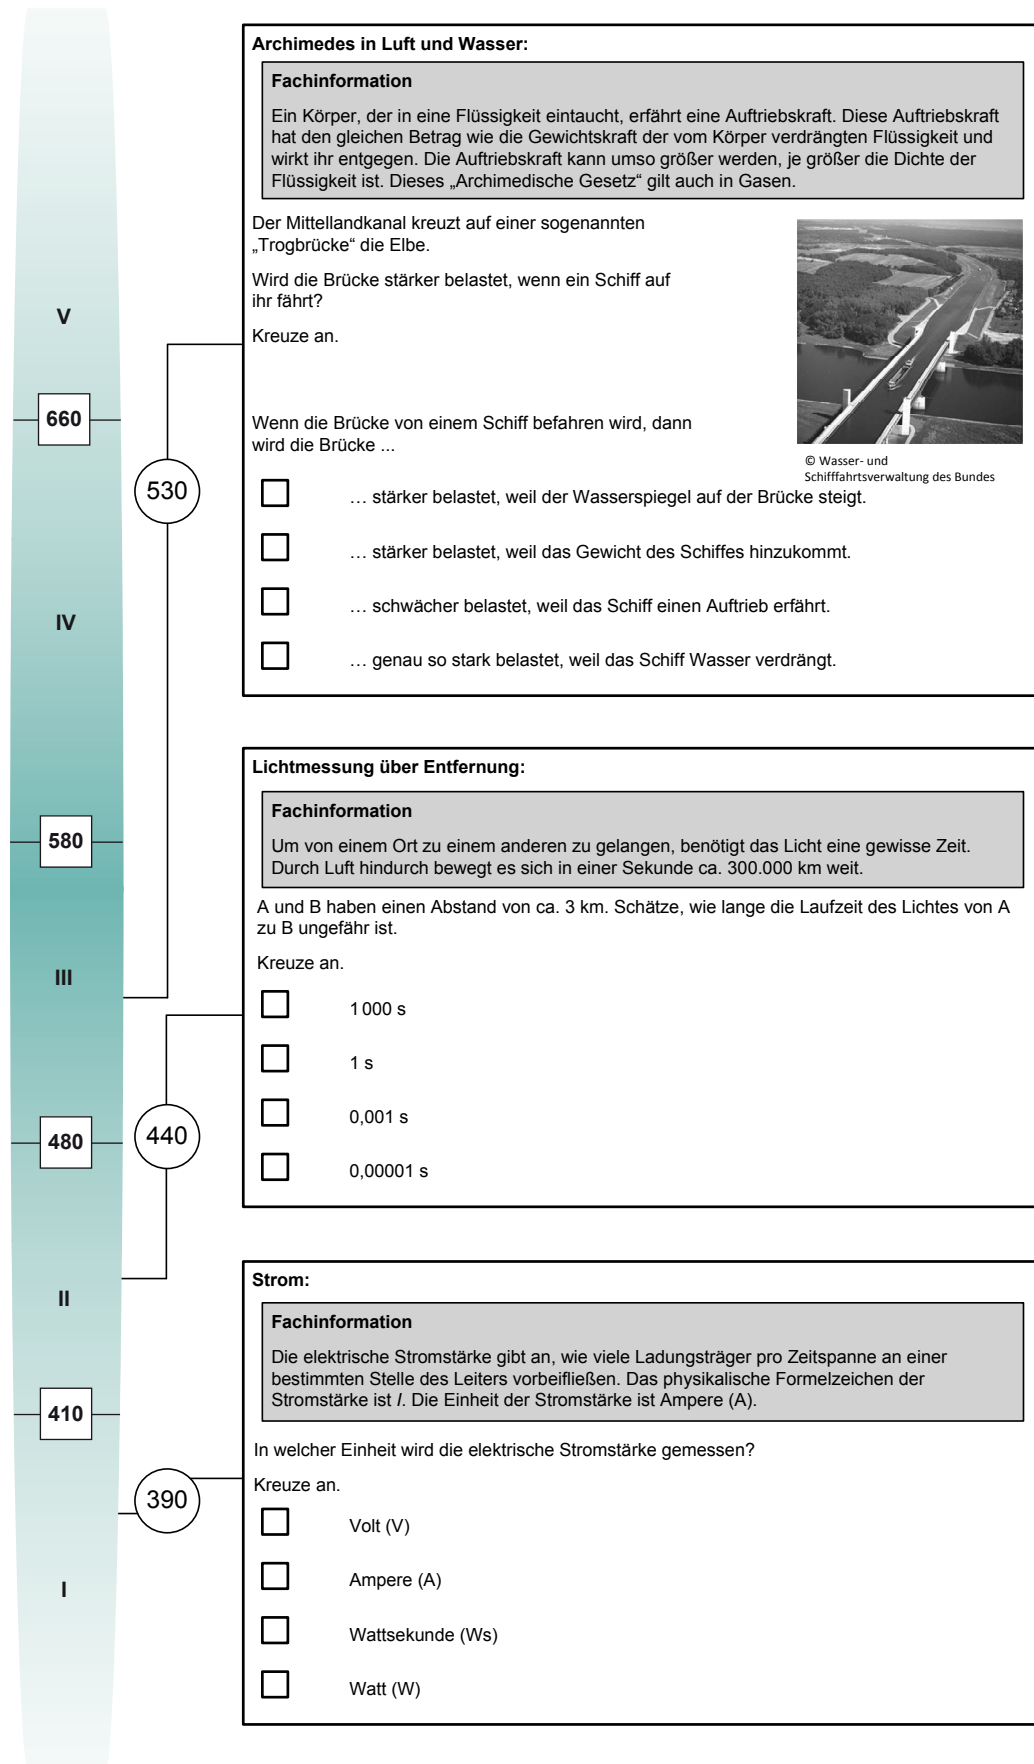 Archimedes in Luft und Wasser:
Fachinformation
Ein Körper, der in eine Flüssigkeit eintaucht, erfährt eine Auftriebskraft. Diese Auftriebskraft
hat den gleichen Betrag wie die Gewichtskraft der vom Körper verdrängten Flüssigkeit und
wirkt ihr entgegen. Die Auftriebskraft kann umso größer werden, je größer die Dichte der
Flüssigkeit ist. Dieses „Archimedische Gesetz“ gilt auch in Gasen.
Der Mittellandkanal kreuzt auf einer sogenannten
„Trogbrücke“ die Elbe.
Wird die Brücke stärker belastet, wenn ein Schiff auf
ihr fährt?
Kreuze an.
Wenn die Brücke von einem Schiff befahren wird, dann
wird die Brücke ...
© Wasser- und
Schifffahrtsverwaltung des Bundes
… stärker belastet, weil der Wasserspiegel auf der Brücke steigt.
… stärker belastet, weil das Gewicht des Schiffes hinzukommt.
… schwächer belastet, weil das Schiff einen Auftrieb erfährt.
… genau so stark belastet, weil das Schiff Wasser verdrängt.
V
660
530
IV
580
III
480
440
II
410
390
I
Lichtmessung über Entfernung:
Fachinformation
Um von einem Ort zu einem anderen zu gelangen, benötigt das Licht eine gewisse Zeit.
Durch Luft hindurch bewegt es sich in einer Sekunde ca. 300.000 km weit.
A und B haben einen Abstand von ca. 3 km. Schätze, wie lange die Laufzeit des Lichtes von A
zu B ungefähr ist.
Kreuze an.
1 000 s
1 s
0,001 s
0,00001 s
Strom:
Fachinformation
Die elektrische Stromstärke gibt an, wie viele Ladungsträger pro Zeitspanne an einer
bestimmten Stelle des Leiters vorbeifließen. Das physikalische Formelzeichen der
Stromstärke ist I. Die Einheit der Stromstärke ist Ampere (A).
In welcher Einheit wird die elektrische Stromstärke gemessen?
Kreuze an.
Volt (V)
Ampere (A)
Wattsekunde (Ws)
Watt (W)